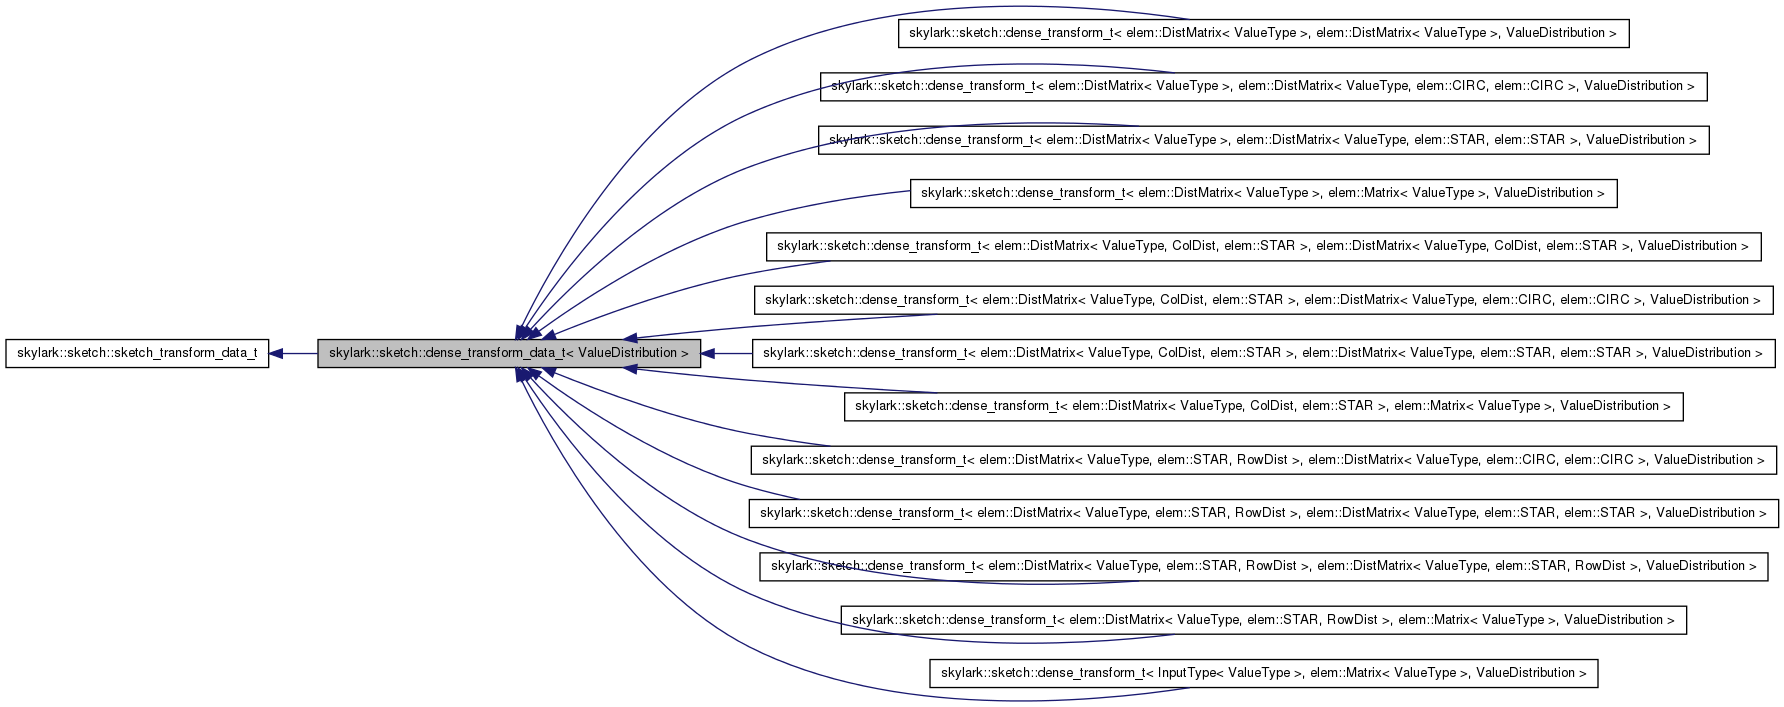 skylark::sketch::dense_transform_t< elem::DistMatrix< ValueType >, elem::DistMatrix< ValueType >, ValueDistribution >
skylark::sketch::dense_transform_t< elem::DistMatrix< ValueType >, elem::DistMatrix< ValueType, elem::CIRC, elem::CIRC >, ValueDistribution >
skylark::sketch::dense_transform_t< elem::DistMatrix< ValueType >, elem::DistMatrix< ValueType, elem::STAR, elem::STAR >, ValueDistribution >
skylark::sketch::dense_transform_t< elem::DistMatrix< ValueType >, elem::Matrix< ValueType >, ValueDistribution >
skylark::sketch::dense_transform_t< elem::DistMatrix< ValueType, ColDist, elem::STAR >, elem::DistMatrix< ValueType, ColDist, elem::STAR >, ValueDistribution >
skylark::sketch::dense_transform_t< elem::DistMatrix< ValueType, ColDist, elem::STAR >, elem::DistMatrix< ValueType, elem::CIRC, elem::CIRC >, ValueDistribution >
skylark::sketch::sketch_transform_data_t
skylark::sketch::dense_transform_data_t< ValueDistribution >
skylark::sketch::dense_transform_t< elem::DistMatrix< ValueType, ColDist, elem::STAR >, elem::DistMatrix< ValueType, elem::STAR, elem::STAR >, ValueDistribution >
skylark::sketch::dense_transform_t< elem::DistMatrix< ValueType, ColDist, elem::STAR >, elem::Matrix< ValueType >, ValueDistribution >
skylark::sketch::dense_transform_t< elem::DistMatrix< ValueType, elem::STAR, RowDist >, elem::DistMatrix< ValueType, elem::CIRC, elem::CIRC >, ValueDistribution >
skylark::sketch::dense_transform_t< elem::DistMatrix< ValueType, elem::STAR, RowDist >, elem::DistMatrix< ValueType, elem::STAR, elem::STAR >, ValueDistribution >
skylark::sketch::dense_transform_t< elem::DistMatrix< ValueType, elem::STAR, RowDist >, elem::DistMatrix< ValueType, elem::STAR, RowDist >, ValueDistribution >
skylark::sketch::dense_transform_t< elem::DistMatrix< ValueType, elem::STAR, RowDist >, elem::Matrix< ValueType >, ValueDistribution >
skylark::sketch::dense_transform_t< InputType< ValueType >, elem::Matrix< ValueType >, ValueDistribution >